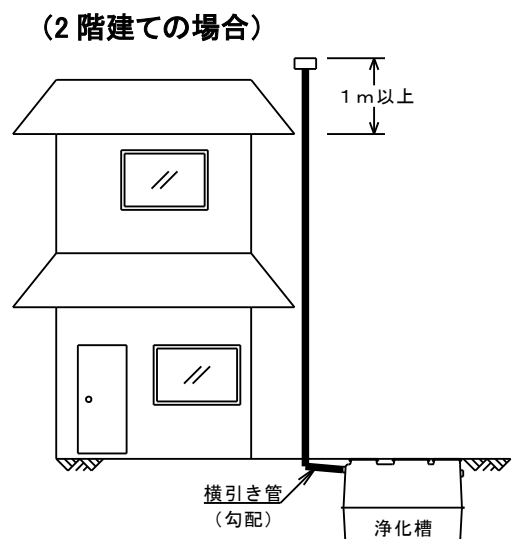 （2階建ての場合）
1m以上
横引き管
（勾配）
浄化槽